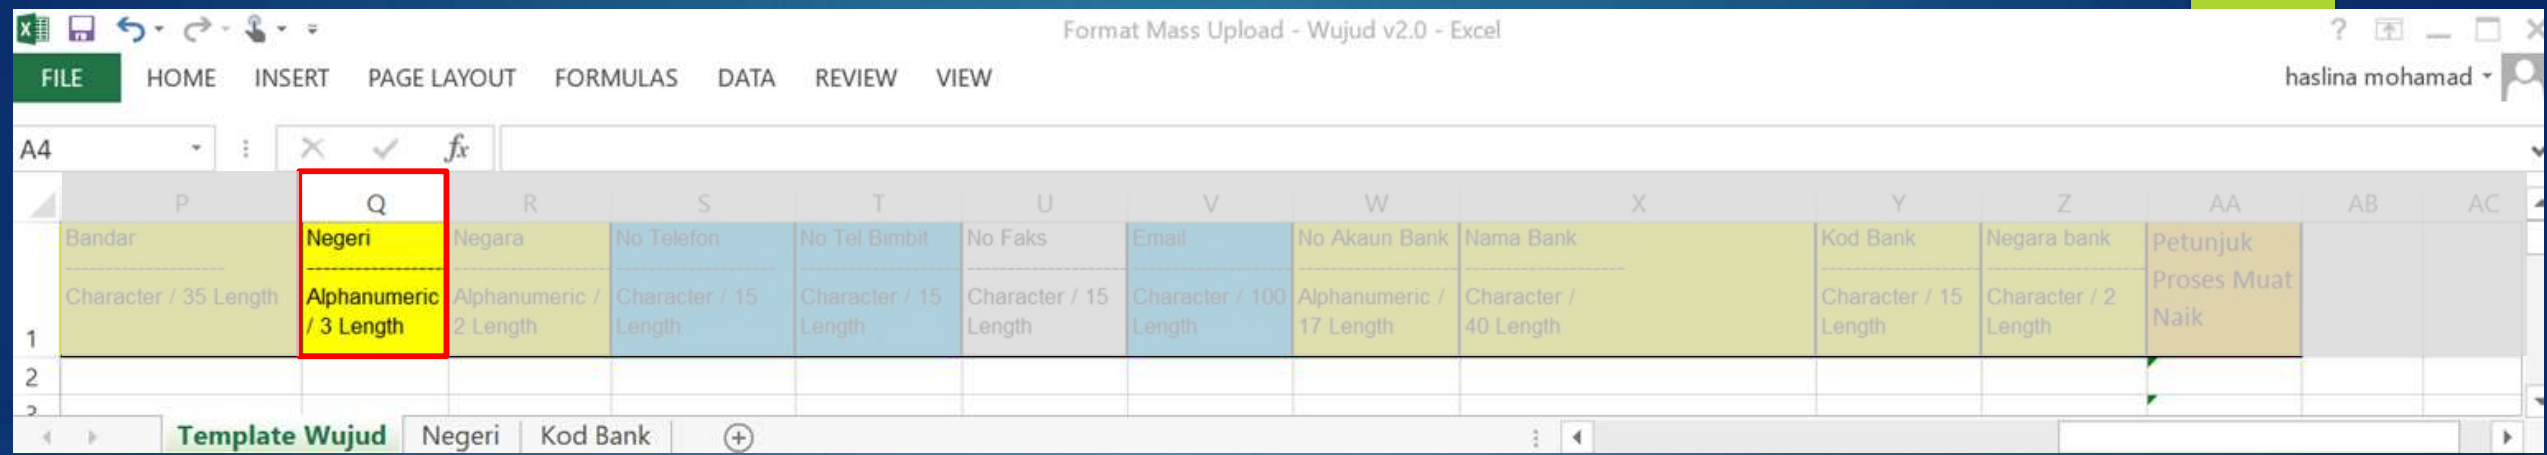 Format Mass Upload - Wujud v2.0 - Excel
FILE HOME INSERT PAGE LAYOUT FORMULAS DATA REVIEW VIEW
haslina mohamad
A4
fx
P Q R S T U V W X Y Z AA AB AC
1
Bandar
--------------------
Character / 35 Length
Negeri
--------------------
Alphanumeric
/ 3 Length
Negara
--------------------
Alphanumeric /
2 Length
No Telefon
--------------------
Character / 15
Length
No Tel Bimbit
--------------------
Character / 15
Length
No Faks
--------------------
Character / 15
Length
Email
--------------------
Character / 100
Length
No Akaun Bank
--------------------
Alphanumeric /
17 Length
Nama Bank
--------------------
Character /
40 Length
Kod Bank
--------------------
Character / 15
Length
Negara bank
--------------------
Character / 2
Length
Petunjuk
Proses Muat
Naik
2
3
Template Wujud Negeri Kod Bank